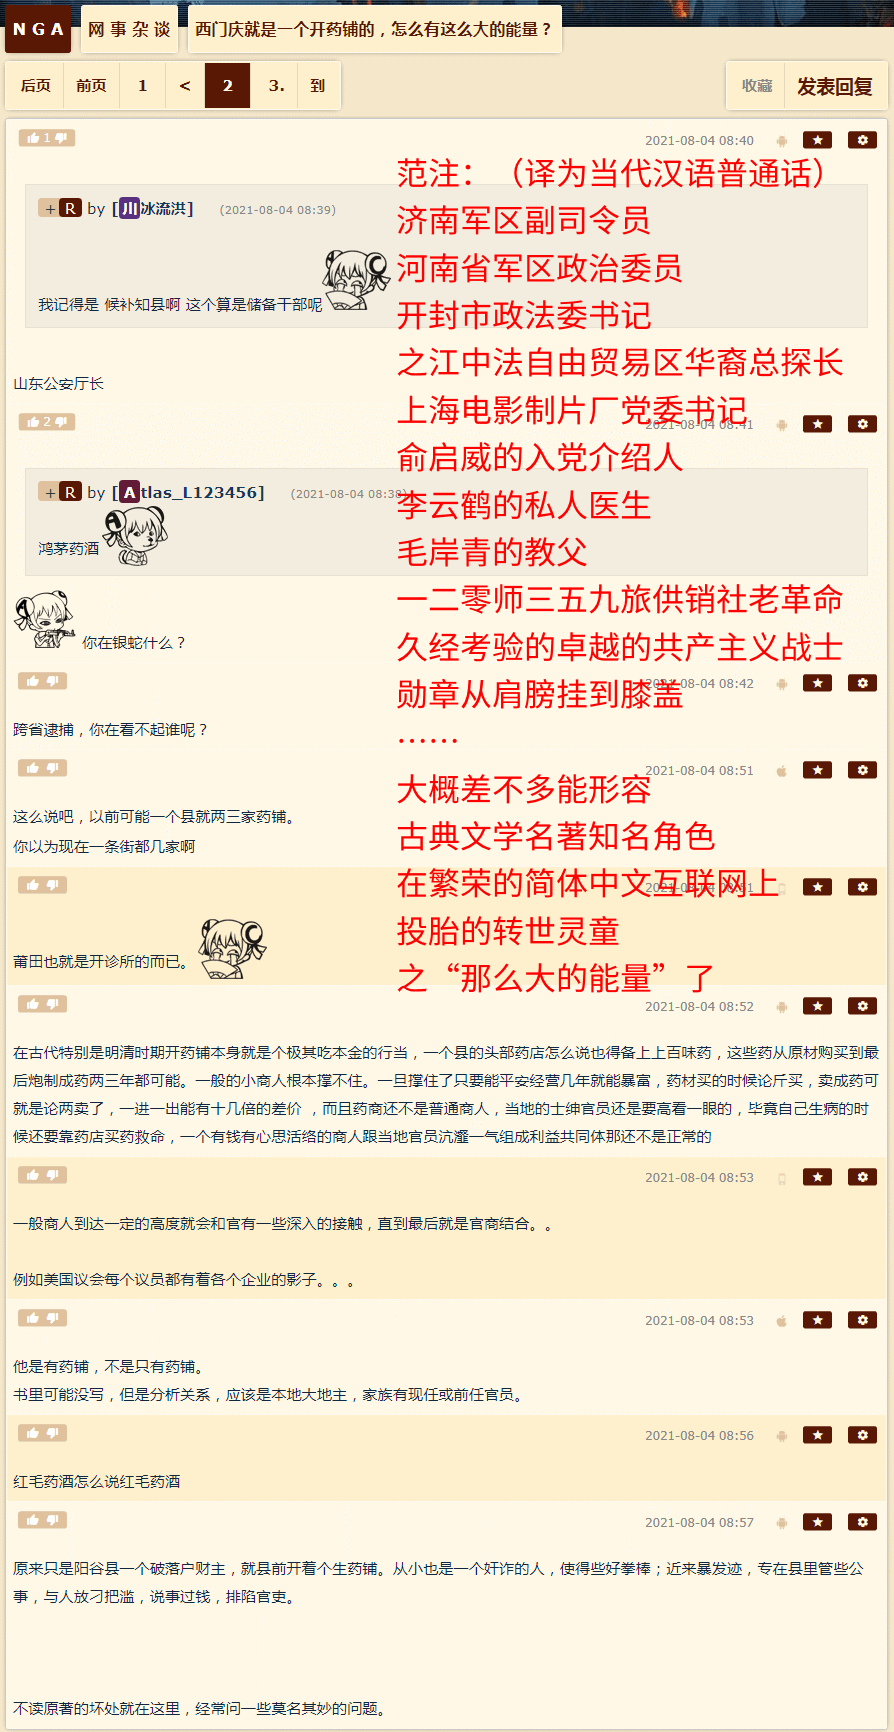 NGA 网事杂谈 西门庆就是一个开药铺的，怎么有这么大的能量？
后页 前页 1 < 2 3. 到 收藏 发表回复
1 2021-08-04 08:40
范注：（译为当代汉语普通话）
济南军区副司令员
河南省军区政治委员
开封市政法委书记
之江中法自由贸易区华裔总探长
上海电影制片厂党委书记
俞启威的入党介绍人
李云鹤的私人医生
毛岸青的教父
一二零师三五九旅供销社老革命
久经考验的卓越的共产主义战士
勋章从肩膀挂到膝盖
……
大概差不多能形容
古典文学名著知名角色
在繁荣的简体中文互联网上
投胎的转世灵童
之“那么大的能量”了
+ R by [川冰流洪] (2021-08-04 08:39)
我记得是 候补知县啊 这个算是储备干部呢
山东公安厅长
2 2021-08-04 08:41
+ R by [Atlas_L123456] (2021-08-04 08:38)
鸿茅药酒
你在银蛇什么？
2021-08-04 08:42
跨省逮捕，你在看不起谁呢？
2021-08-04 08:51
这么说吧，以前可能一个县就两三家药铺。
你以为现在一条街都几家啊
2021-08-04 08:51
莆田也就是开诊所的而已。
2021-08-04 08:52
在古代特别是明清时期开药铺本身就是个极其吃本金的行当，一个县的头部药店怎么说也得备上上百味药，这些药从原材购买到最
后炮制成药两三年都可能。一般的小商人根本撑不住。一旦撑住了只要能平安经营几年就能暴富，药材买的时候论斤买，卖成药可
就是论两卖了，一进一出能有十几倍的差价 ，而且药商还不是普通商人，当地的士绅官员还是要高看一眼的，毕竟自己生病的时
候还要靠药店买药救命，一个有钱有心思活络的商人跟当地官员沆瀣一气组成利益共同体那还不是正常的
2021-08-04 08:53
一般商人到达一定的高度就会和官有一些深入的接触，直到最后就是官商结合。。
例如美国议会每个议员都有着各个企业的影子。。。
2021-08-04 08:53
他是有药铺，不是只有药铺。
书里可能没写，但是分析关系，应该是本地大地主，家族有现任或前任官员。
2021-08-04 08:56
红毛药酒怎么说红毛药酒
2021-08-04 08:57
原来只是阳谷县一个破落户财主，就县前开着个生药铺。从小也是一个奸诈的人，使得些好拳棒；近来暴发迹，专在县里管些公
事，与人放刁把滥，说事过钱，排陷官吏。
不读原著的坏处就在这里，经常问一些莫名其妙的问题。